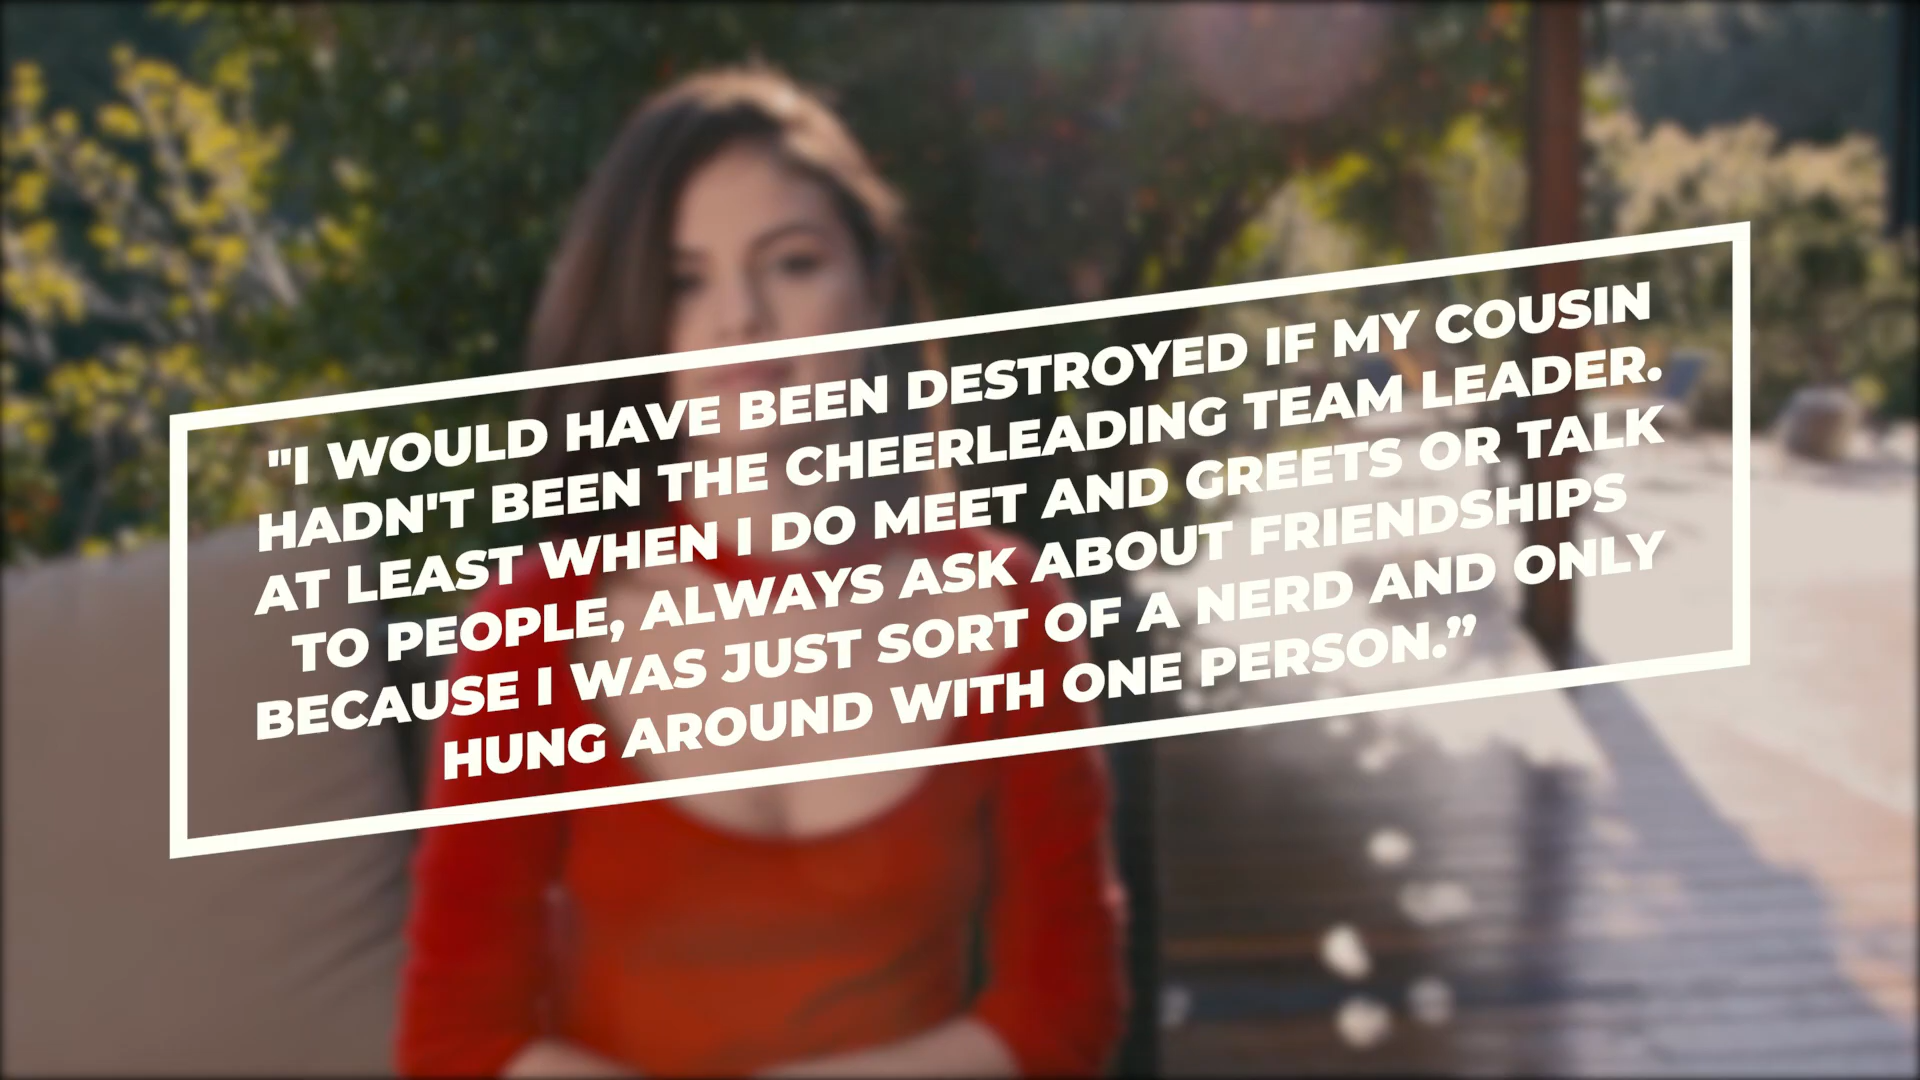 "I WOULD HAVE BEEN DESTROYED IF MY COUSIN
HADN'T BEEN THE CHEERLEADING TEAM LEADER.
AT LEAST WHEN I DO MEET AND GREETS OR TALK
TO PEOPLE, ALWAYS ASK ABOUT FRIENDSHIPS
BECAUSE I WAS JUST SORT OF A NERD AND ONLY
HUNG AROUND WITH ONE PERSON.”